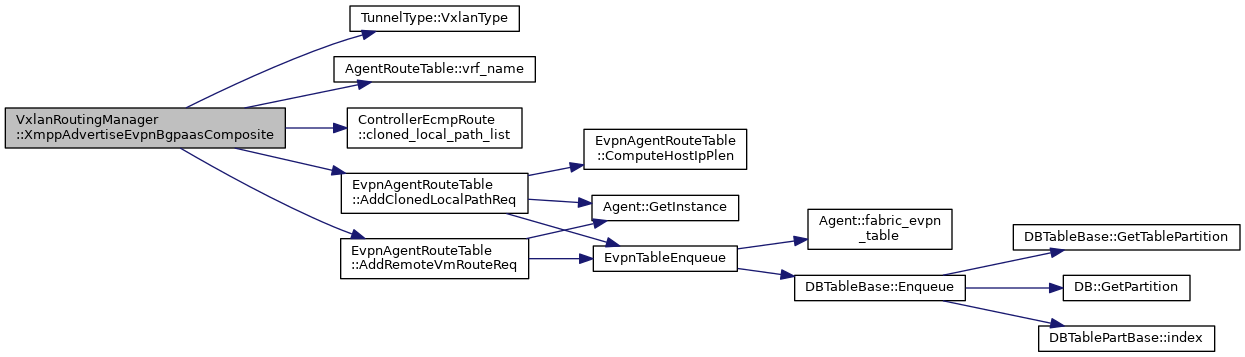 TunnelType::VxlanType
AgentRouteTable::vrf_name
VxlanRoutingManager
::XmppAdvertiseEvpnBgpaasComposite
ControllerEcmpRoute
::cloned_local_path_list
EvpnAgentRouteTable
::AddClonedLocalPathReq
EvpnAgentRouteTable
::AddRemoteVmRouteReq
EvpnAgentRouteTable
::ComputeHostIpPlen
Agent::GetInstance
EvpnTableEnqueue
Agent::fabric_evpn
_table
DBTableBase::Enqueue
DBTableBase::GetTablePartition
DB::GetPartition
DBTablePartBase::index